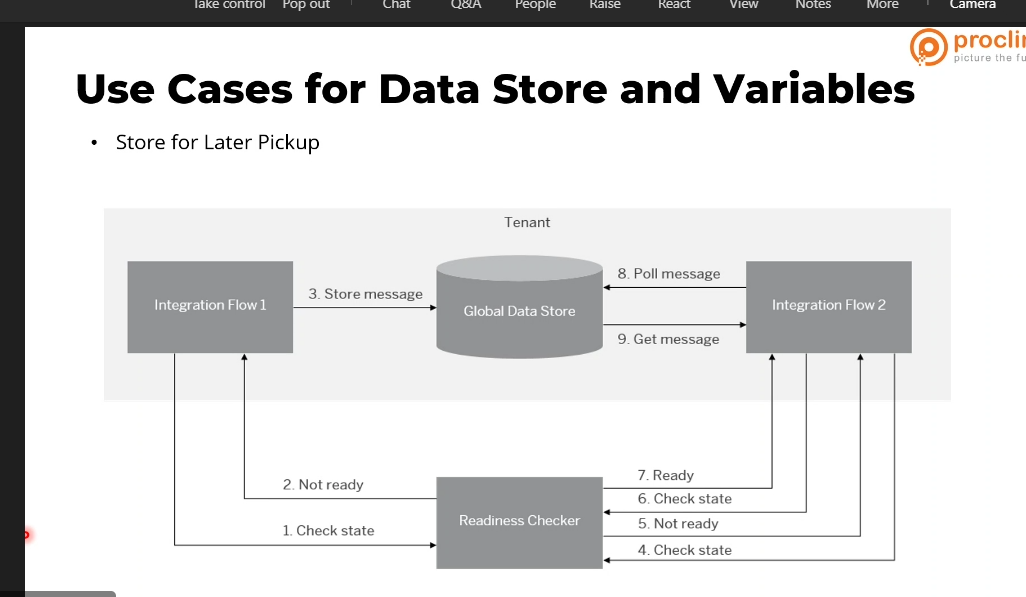 Take control Pop out Chat Q&A People Raise React View Notes More Camera
picture the
Use Cases for Data Store and Variables
• Store for Later Pickup
Tenant
Integration Flow 1
3. Store message
Global Data Store
8. Poll message
9. Get message
Integration Flow 2
2. Not ready
1. Check state
Readiness Checker
7. Ready
6. Check state
5. Not ready
4. Check state